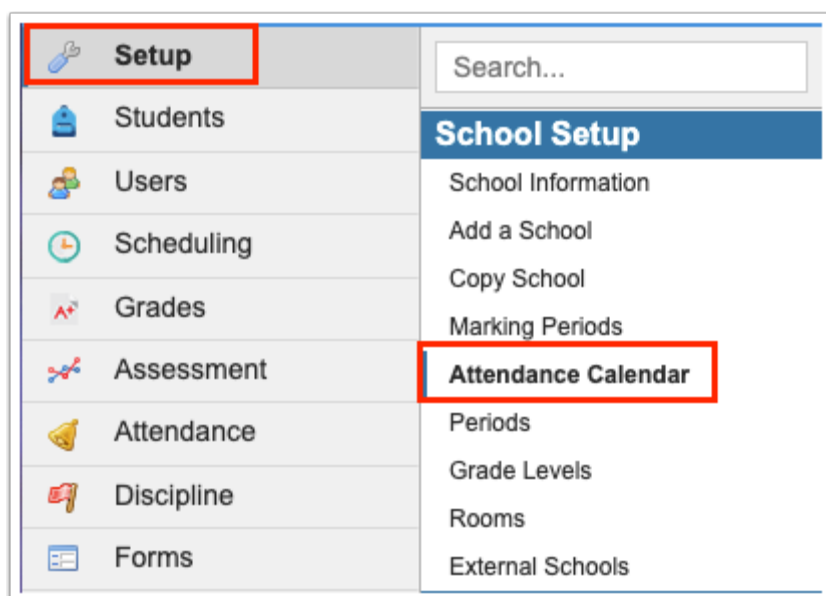 Setup
Students
Users
Scheduling
Grades
Assessment
Attendance
Discipline
Forms
Search...
School Setup
School Information
Add a School
Copy School
Marking Periods
Attendance Calendar
Periods
Grade Levels
Rooms
External Schools